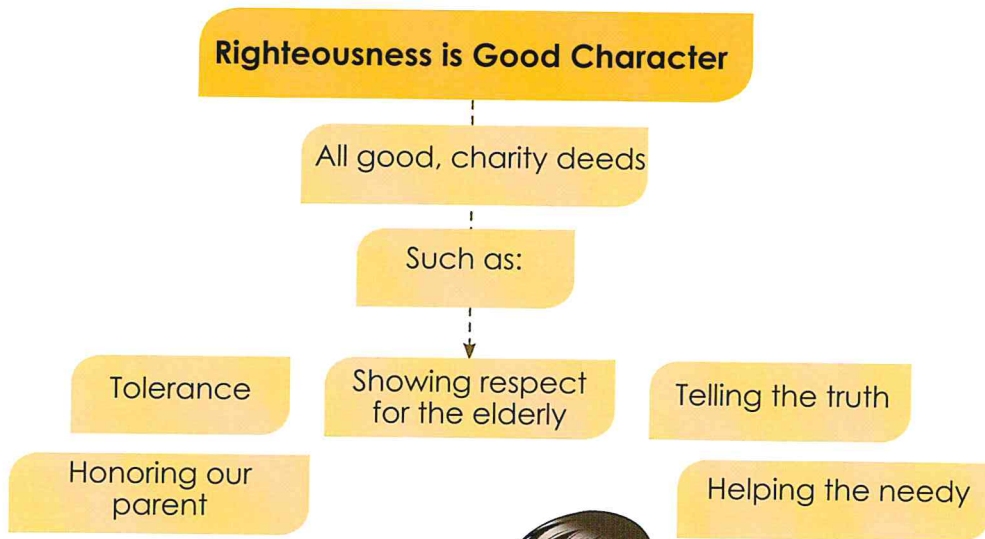 Righteousness is Good Character
All good, charity deeds
Such as:
Tolerance
Showing respect
for the elderly
Telling the truth
Honoring our
parent
Helping the needy